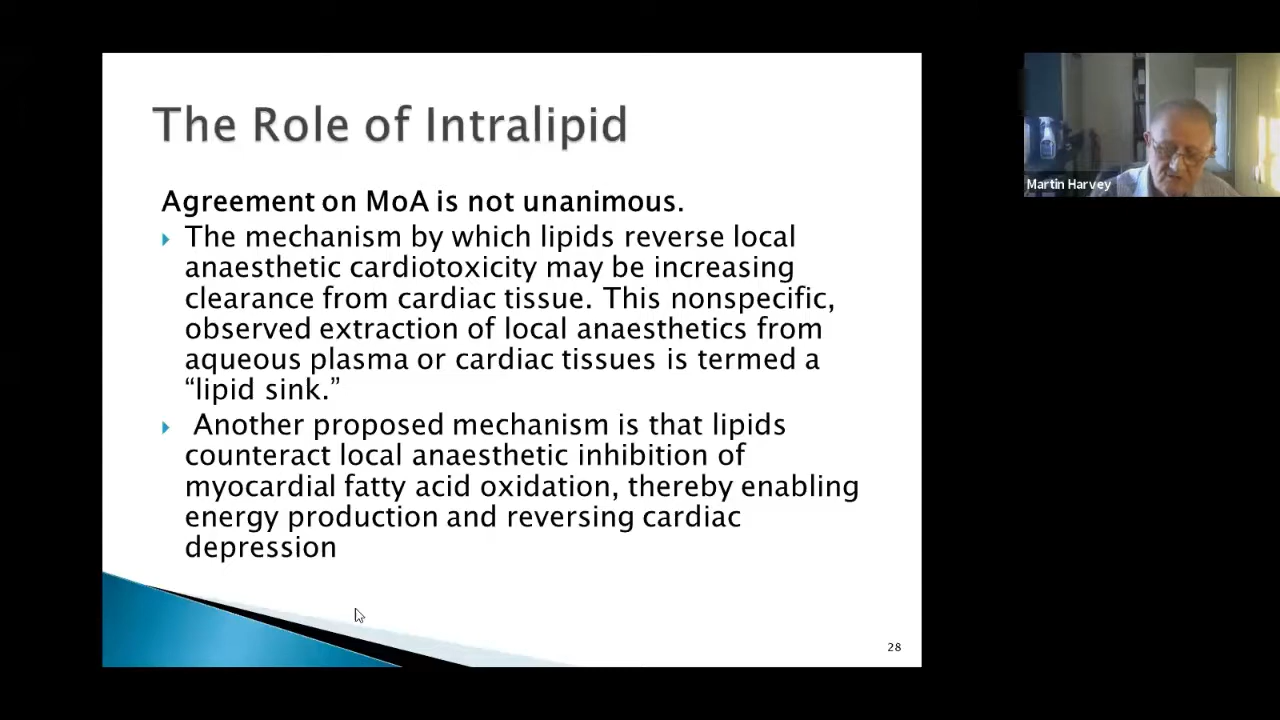 The Role of Intralipid
Agreement on MoA is not unanimous.
The mechanism by which lipids reverse local
anaesthetic cardiotoxicity may be increasing
clearance from cardiac tissue. This nonspecific,
observed extraction of local anaesthetics from
aqueous plasma or cardiac tissues is termed a
“lipid sink.”
Another proposed mechanism is that lipids
counteract local anaesthetic inhibition of
myocardial fatty acid oxidation, thereby enabling
energy production and reversing cardiac
depression
28
Martin Harvey